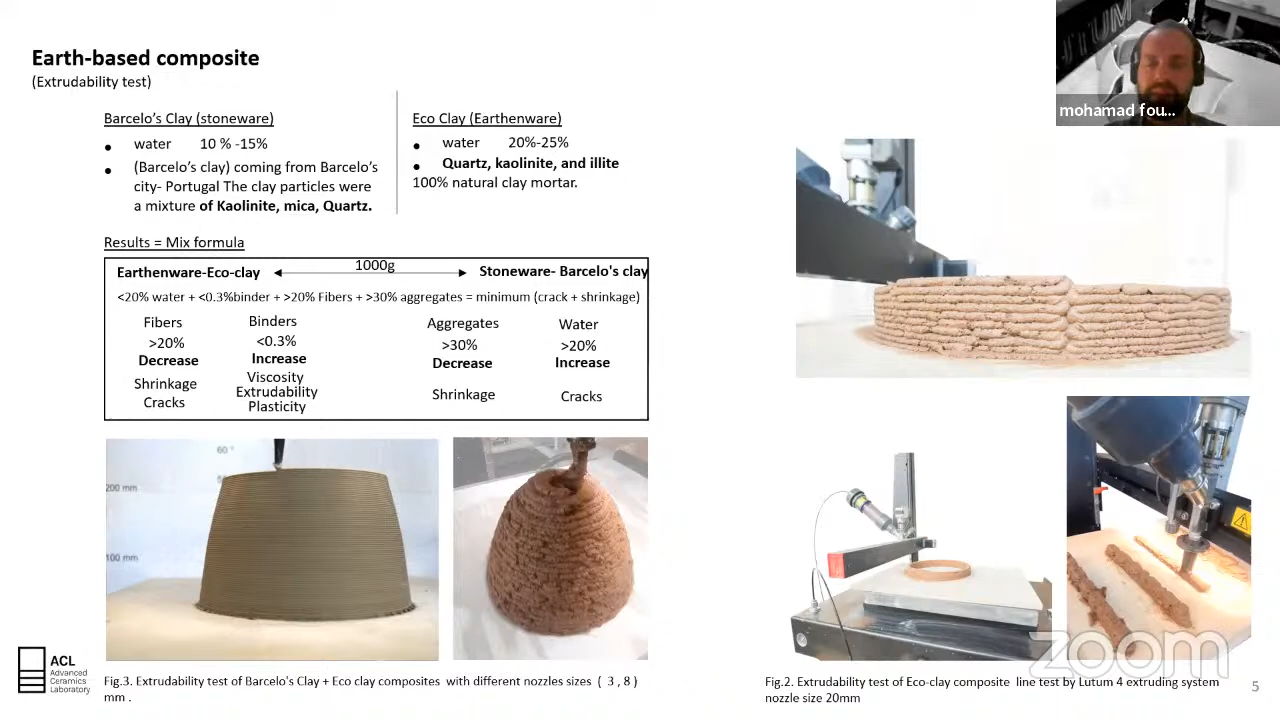 Earth-based composite
(Extrudability test)
mohamad fou...
Barcelo's Clay (stoneware)
water 10 % -15%
(Barcelo's clay) coming from Barcelo's
city- Portugal The clay particles were
a mixture of Kaolinite, mica, Quartz.
Eco Clay (Earthenware)
water 20%-25%
Quartz, kaolinite, and illite
100% natural clay mortar.
Results = Mix formula
Earthenware-Eco-clay 1000g Stoneware- Barcelo's clay
<20% water + <0.3%binder + >20% Fibers + >30% aggregates = minimum (crack + shrinkage)
Fibers
>20%
Decrease
Shrinkage
Cracks
Binders
<0.3%
Increase
Viscosity
Extrudability
Plasticity
Aggregates
>30%
Decrease
Shrinkage
Water
>20%
Increase
Cracks
60 °
200 mm
100 mm
ACL
Advanced
Ceramics
Laboratory
Fig.3. Extrudability test of Barcelo's Clay + Eco clay composites with different nozzles sizes ( 3 , 8 )
mm .
Fig.2. Extrudability test of Eco-clay composite line test by Lutum 4 extruding system
nozzle size 20mm
zoom
5